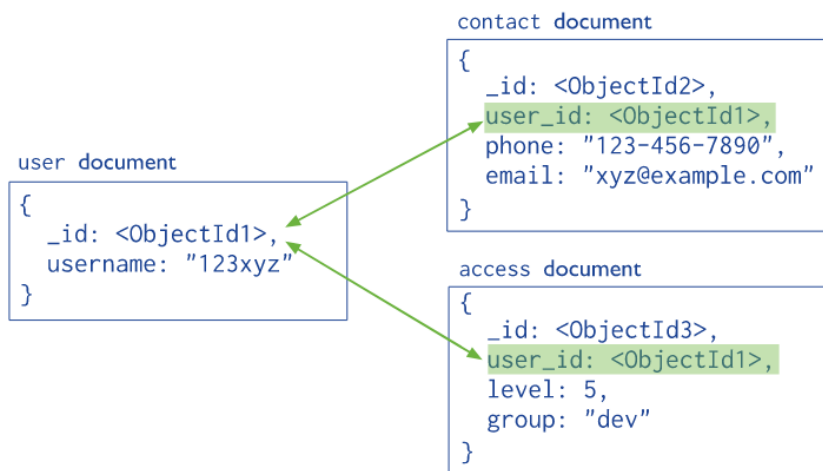 user document
{
_id: <ObjectId1>,
username: "123xyz"
}
contact document
{
_id: <ObjectId2>,
user_id: <ObjectId1>,
phone: "123-456-7890",
email: "xyz@example.com"
}
access document
{
_id: <ObjectId3>,
user_id: <ObjectId1>,
level: 5,
group: "dev"
}